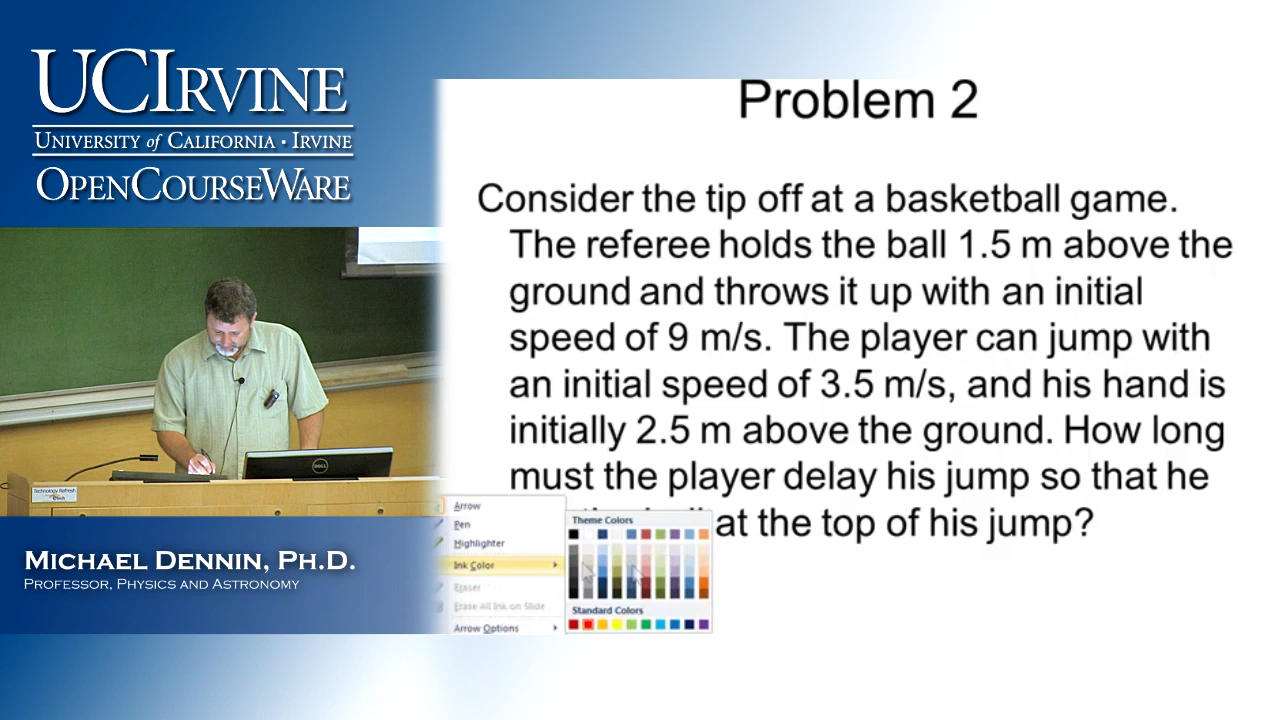 UCIRVINE
UNIVERSITY of CALIFORNIA · IRVINE
OPENCOURSEWARE
Problem 2
Consider the tip off at a basketball game.
The referee holds the ball 1.5 m above the
ground and throws it up with an initial
speed of 9 m/s. The player can jump with
an initial speed of 3.5 m/s, and his hand is
initially 2.5 m above the ground. How long
must the player delay his jump so that he
at the top of his jump?
Arrow
Pen
Highlighter
Ink Color
Eraser
Erase All Ink on Slide
Arrow Options
Theme Colors
Standard Colors
Technology Refresh
DELL
MICHAEL DENNIN, PH.D.
PROFESSOR, PHYSICS AND ASTRONOMY